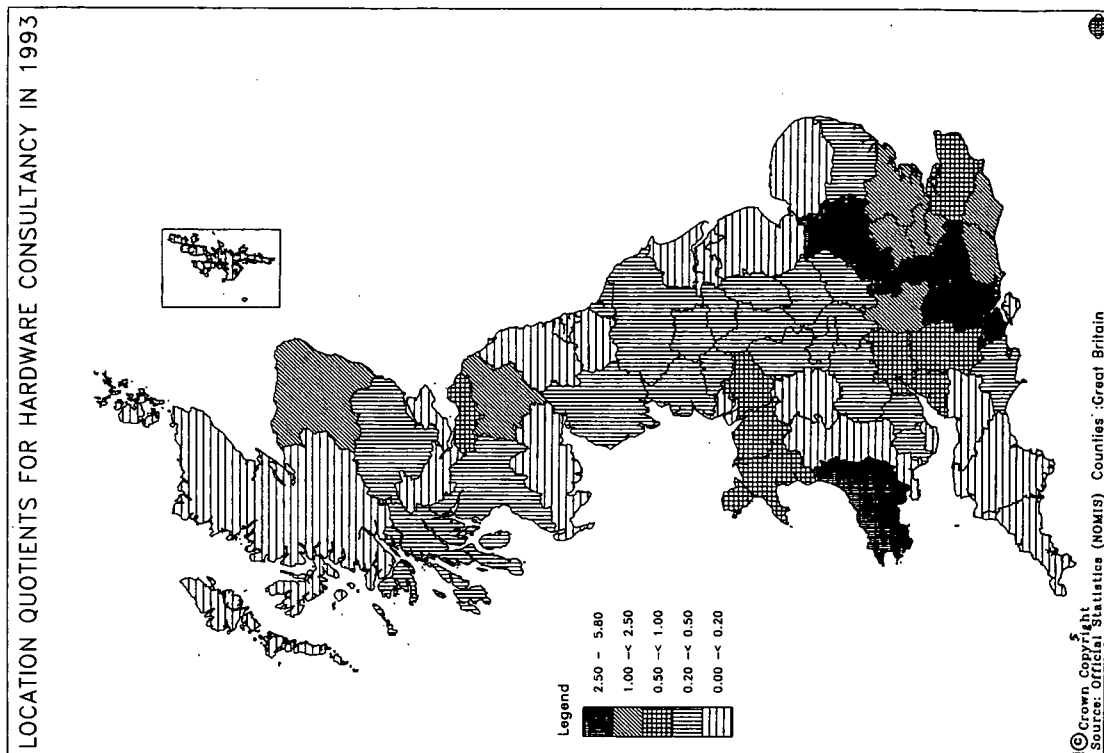 LOCATION QUOTIENTS FOR HARDWARE CONSULTANCY IN 1993
Legend
2.50 - 5.80
1.00 -< 2.50
0.50 -< 1.00
0.20 -< 0.50
0.00 -< 0.20
© Crown Copyright
Source: Official Statistics (NOMIS) Counties :Great Britain